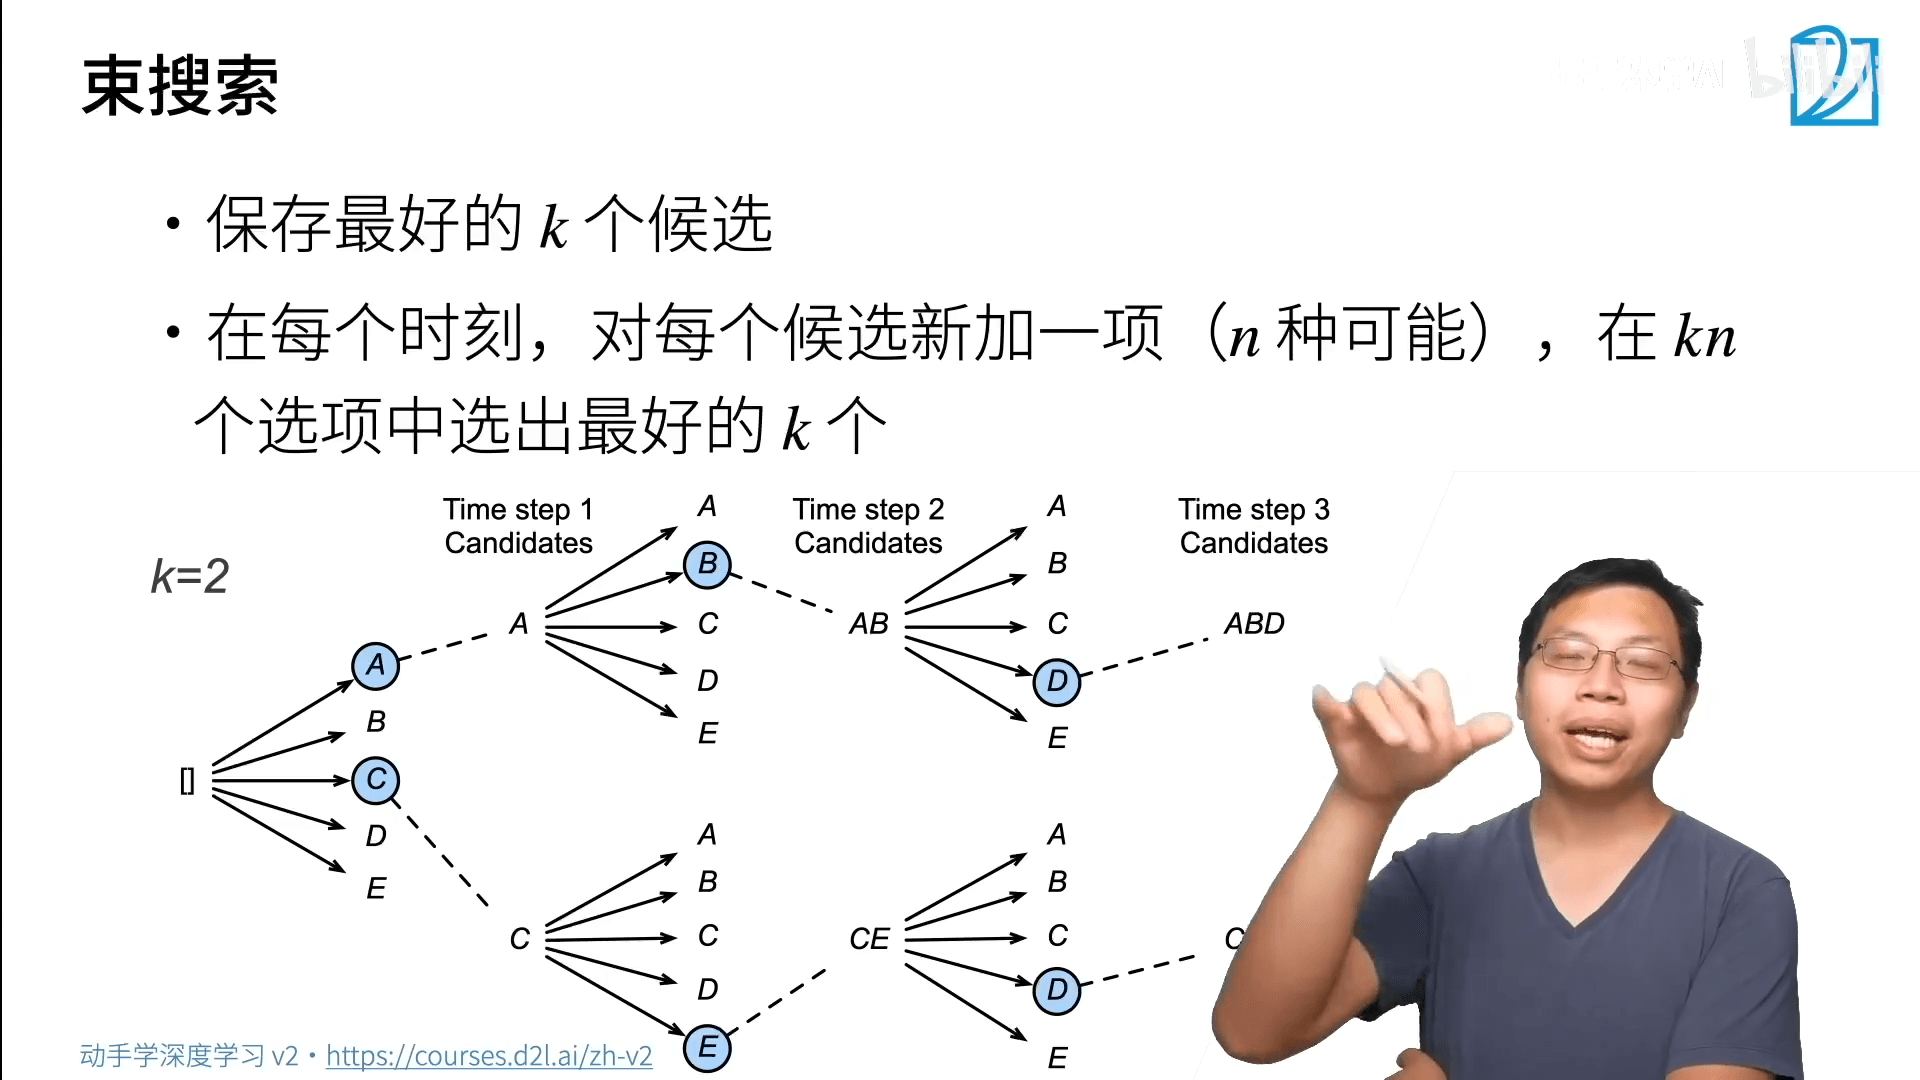 束搜索
bilibili
• 保存最好的 k 个候选
• 在每个时刻，对每个候选新加一项（n 种可能），在 kn
个选项中选出最好的 k 个
k=2
Time step 1
Candidates
Time step 2
Candidates
Time step 3
Candidates
[]
A
B
C
D
E
A
A
B
C
D
E
AB
A
B
C
D
E
ABD
C
A
B
C
D
E
CE
A
B
C
D
E
C
动手学深度学习 v2 • https://courses.d2l.ai/zh-v2